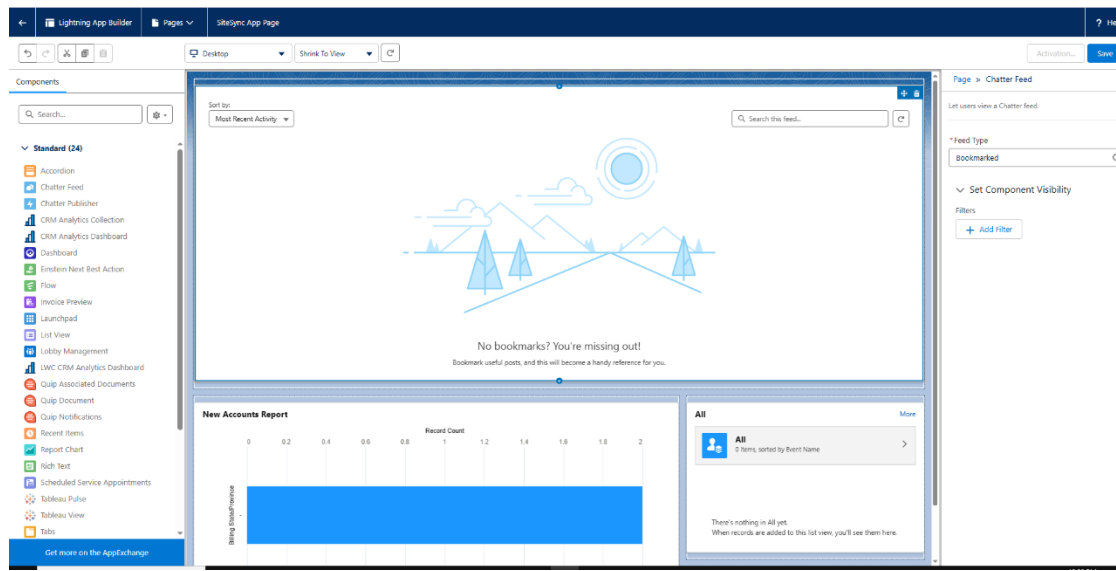 Lightning App Builder
Pages
SiteSync App Page
? He
Desktop
Shrink To View
Activation...
Save
Components
Search...
Standard (24)
Accordion
Chatter Feed
Chatter Publisher
CRM Analytics Collection
CRM Analytics Dashboard
Dashboard
Einstein Next Best Action
Flow
Invoice Preview
Launchpad
List View
Lobby Management
LWC CRM Analytics Dashboard
Quip Associated Documents
Quip Document
Quip Notifications
Recent Items
Report Chart
Rich Text
Scheduled Service Appointments
Tableau Pulse
Tableau View
Tabs
Get more on the AppExchange
Sort by:
Most Recent Activity
Search this feed...
No bookmarks? You're missing out!
Bookmark useful posts, and this will become a handy reference for you.
New Accounts Report
Record Count
0 0.2 0.4 0.6 0.8 1 1.2 1.4 1.6 1.8 2
Billing State/Province
-
All
More
All
0 items, sorted by Event Name
There's nothing in All yet.
When records are added to this list view, you'll see them here.
Page > Chatter Feed
Let users view a Chatter feed.
*Feed Type
Bookmarked
Set Component Visibility
Filters
+ Add Filter